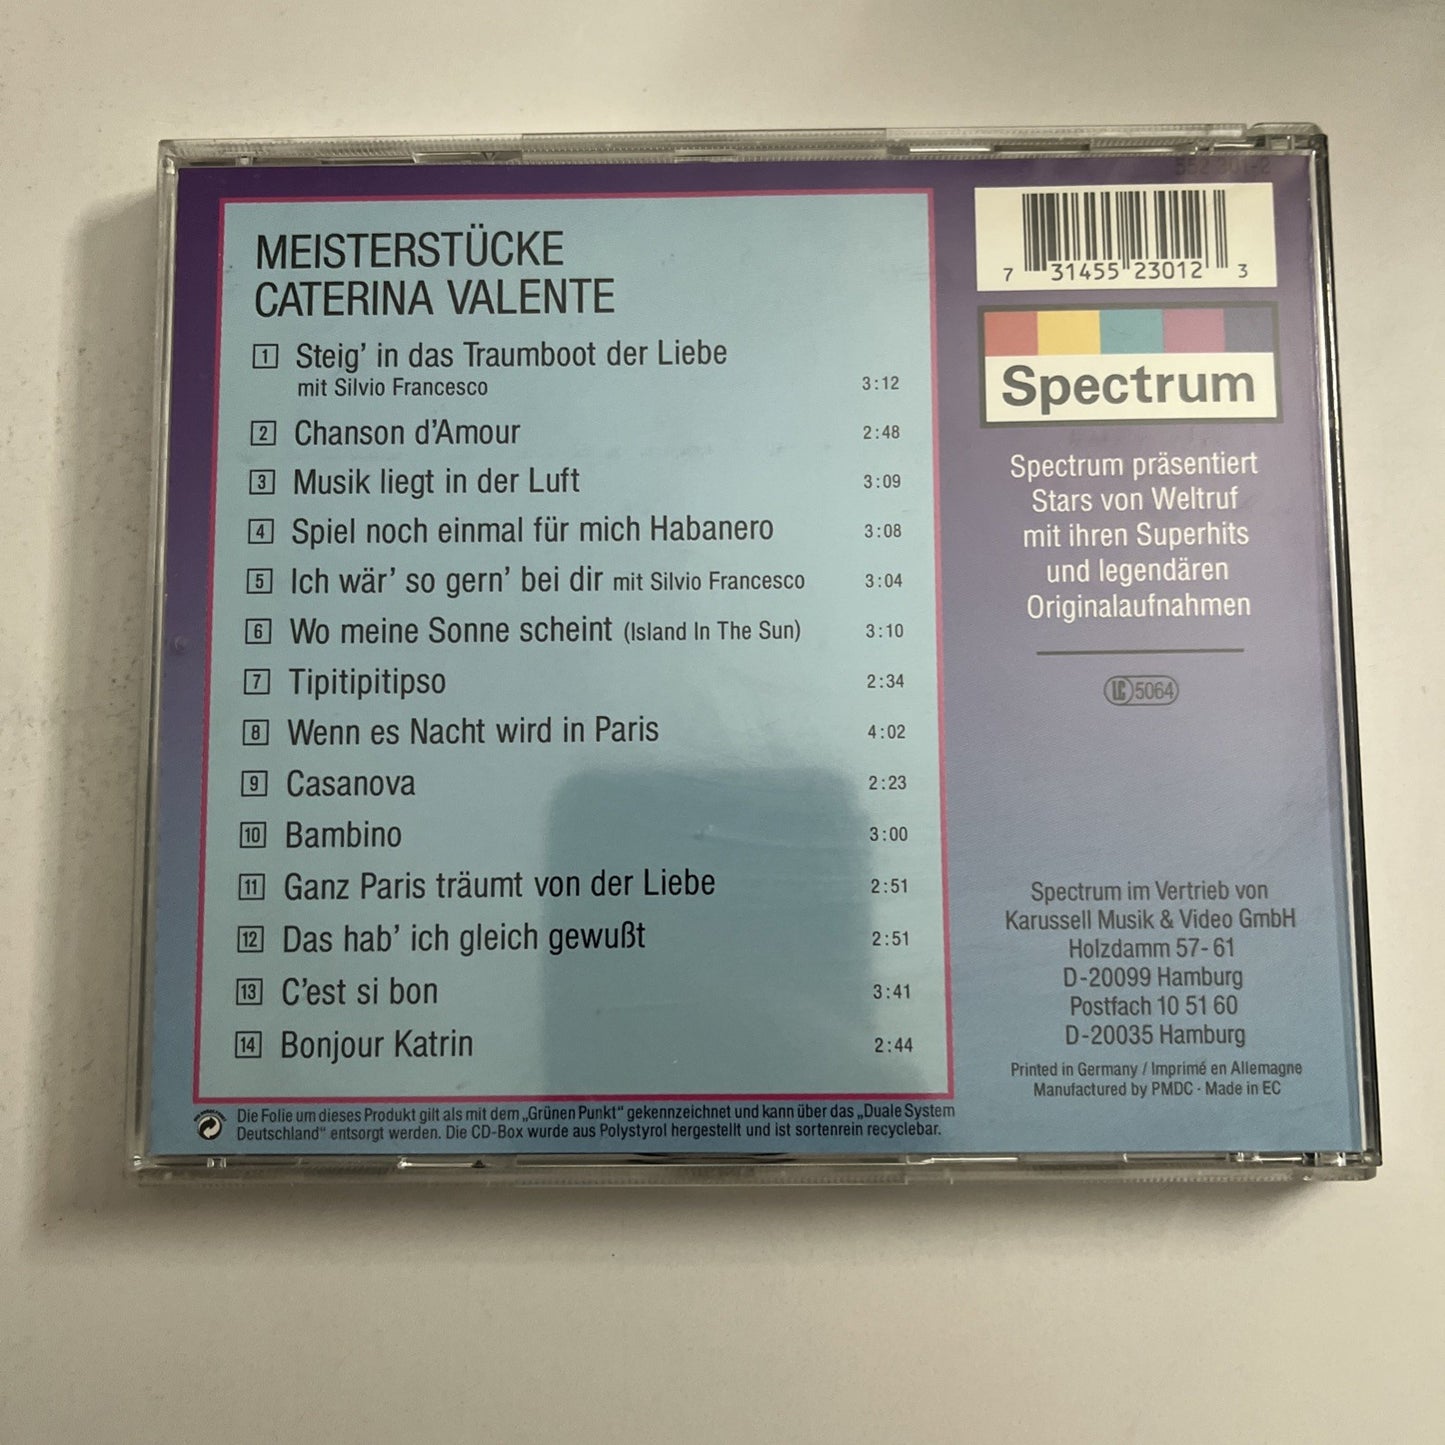 MEISTERSTÜCKE
CATERINA VALENTE
1 Steig' in das Traumboot der Liebe
mit Silvio Francesco 3:12
2 Chanson d'Amour 2:48
3 Musik liegt in der Luft 3:09
4 Spiel noch einmal für mich Habanero 3:08
5 Ich wär' so gern' bei dir mit Silvio Francesco 3:04
6 Wo meine Sonne scheint (Island In The Sun) 3:10
7 Tipitipitipso 2:34
8 Wenn es Nacht wird in Paris 4:02
9 Casanova 2:23
10 Bambino 3:00
11 Ganz Paris träumt von der Liebe 2:51
12 Das hab' ich gleich gewußt 2:51
13 C'est si bon 3:41
14 Bonjour Katrin 2:44
Die Folie um dieses Produkt gilt als mit dem „Grünen Punkt“ gekennzeichnet und kann über das „Duale System
Deutschland“ entsorgt werden. Die CD-Box wurde aus Polystyrol hergestellt und ist sortenrein recyclebar.
552 301-2
7 31455 23012 3
Spectrum
Spectrum präsentiert
Stars von Weltruf
mit ihren Superhits
und legendären
Originalaufnahmen
LC 5064
Spectrum im Vertrieb von
Karussell Musik & Video GmbH
Holzdamm 57-61
D-20099 Hamburg
Postfach 10 51 60
D-20035 Hamburg
Printed in Germany / Imprimé en Allemagne
Manufactured by PMDC · Made in EC